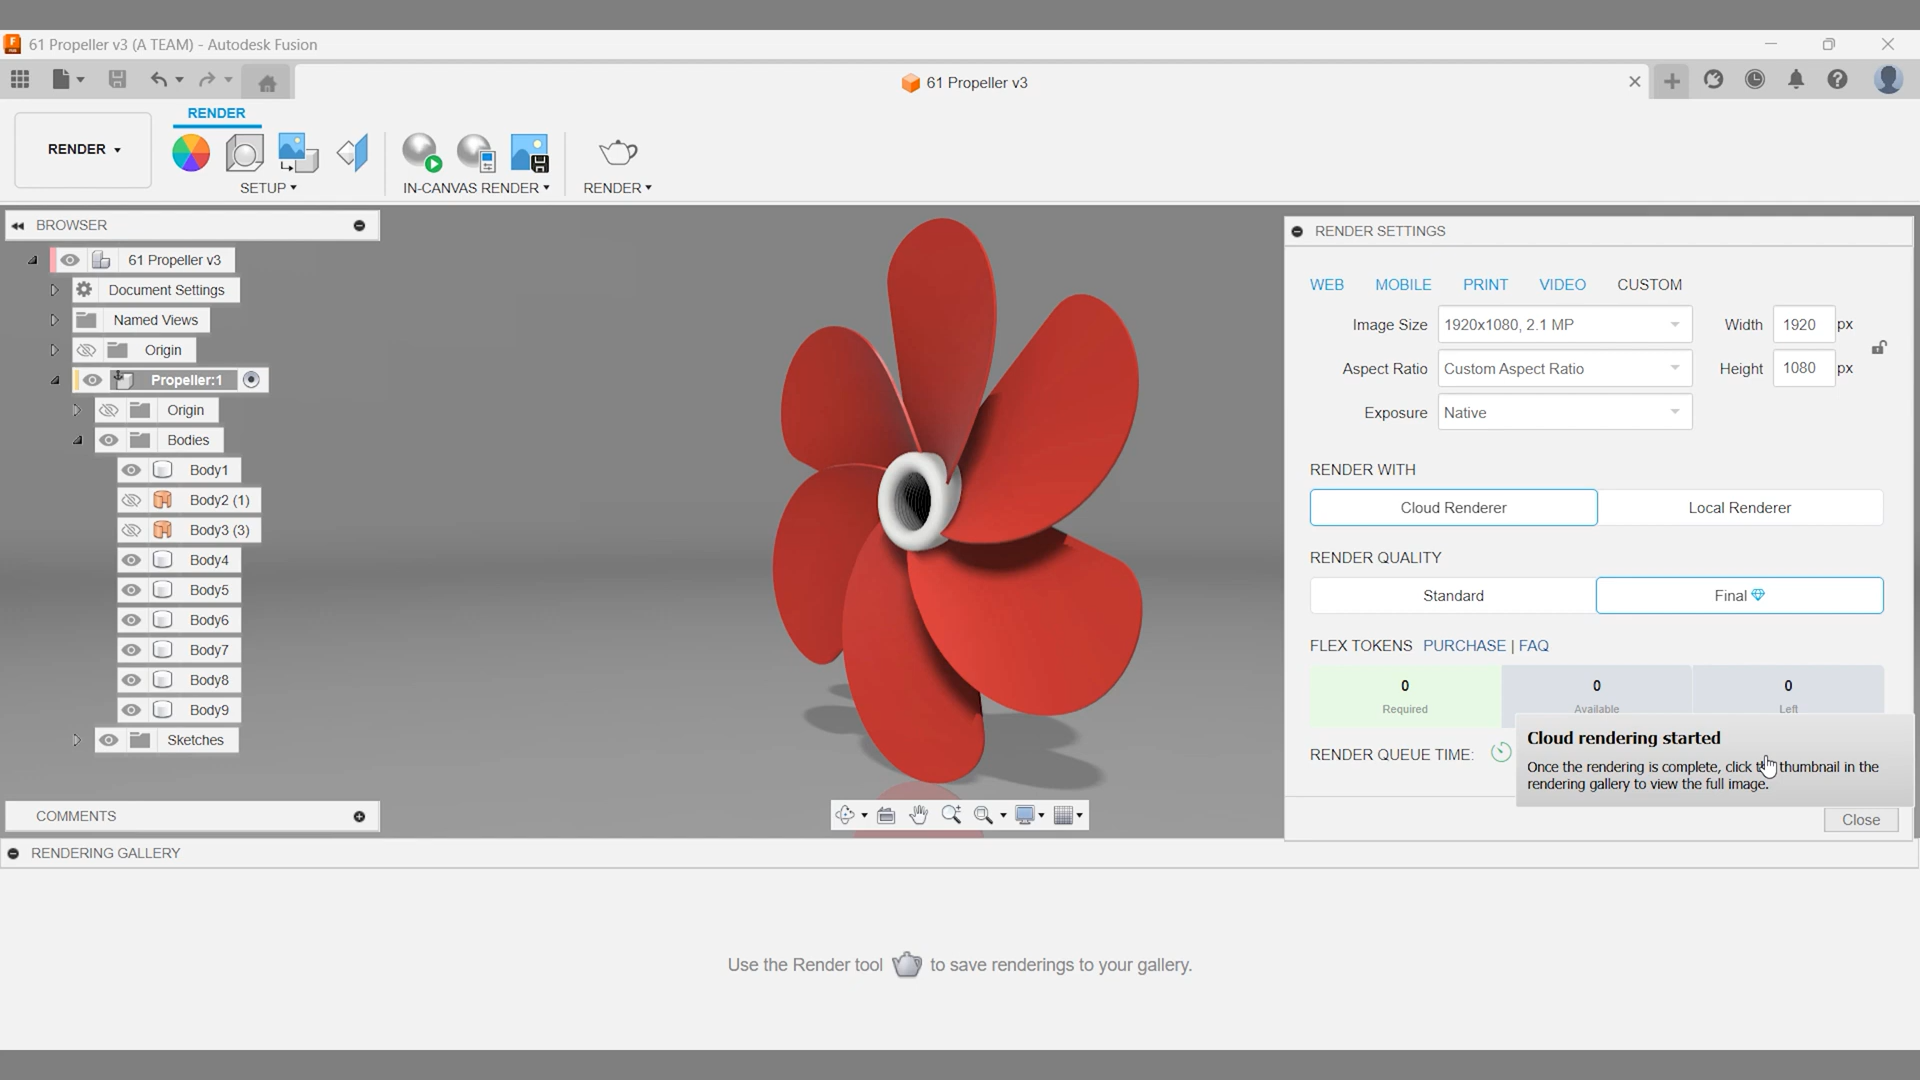 61 Propeller v3 (A TEAM) - Autodesk Fusion
61 Propeller v3
RENDER
RENDER
SETUP
IN-CANVAS RENDER
RENDER
BROWSER
61 Propeller v3
Document Settings
Named Views
Origin
Propeller:1
Origin
Bodies
Body1
Body2 (1)
Body3 (3)
Body4
Body5
Body6
Body7
Body8
Body9
Sketches
COMMENTS
RENDER SETTINGS
WEB MOBILE PRINT VIDEO CUSTOM
Image Size 1920x1080, 2.1 MP Width 1920 px
Aspect Ratio Custom Aspect Ratio Height 1080 px
Exposure Native
RENDER WITH
Cloud Renderer Local Renderer
RENDER QUALITY
Standard Final
FLEX TOKENS PURCHASE | FAQ
0 0 0
Required Available Left
RENDER QUEUE TIME:
Cloud rendering started
Once the rendering is complete, click thumbnail in the
rendering gallery to view the full image.
Close
RENDERING GALLERY
Use the Render tool to save renderings to your gallery.